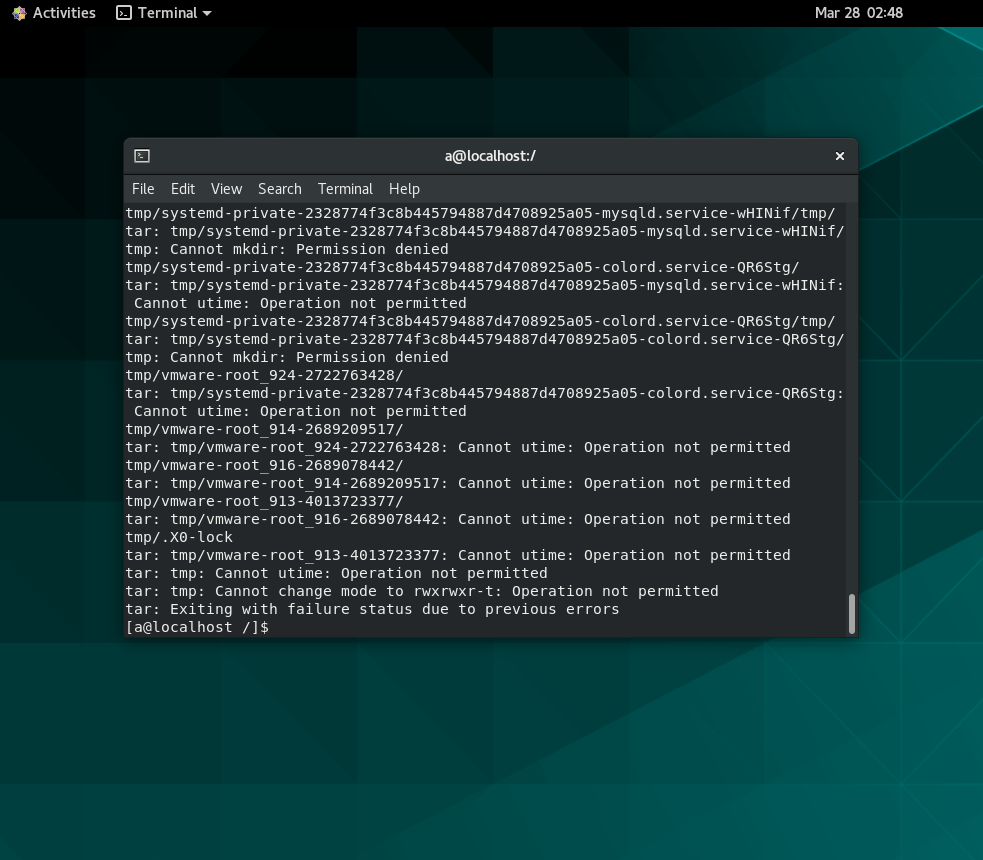 Activities Terminal Mar 28 02:48
a@localhost:/
File Edit View Search Terminal Help
tmp/systemd-private-2328774f3c8b445794887d4708925a05-mysqld.service-wHINif/tmp/
tar: tmp/systemd-private-2328774f3c8b445794887d4708925a05-mysqld.service-wHINif/
tmp: Cannot mkdir: Permission denied
tmp/systemd-private-2328774f3c8b445794887d4708925a05-colord.service-QR6Stg/
tar: tmp/systemd-private-2328774f3c8b445794887d4708925a05-mysqld.service-wHINif:
 Cannot utime: Operation not permitted
tmp/systemd-private-2328774f3c8b445794887d4708925a05-colord.service-QR6Stg/tmp/
tar: tmp/systemd-private-2328774f3c8b445794887d4708925a05-colord.service-QR6Stg/
tmp: Cannot mkdir: Permission denied
tmp/vmware-root_924-2722763428/
tar: tmp/systemd-private-2328774f3c8b445794887d4708925a05-colord.service-QR6Stg:
 Cannot utime: Operation not permitted
tmp/vmware-root_914-2689209517/
tar: tmp/vmware-root_924-2722763428: Cannot utime: Operation not permitted
tmp/vmware-root_916-2689078442/
tar: tmp/vmware-root_914-2689209517: Cannot utime: Operation not permitted
tmp/vmware-root_913-4013723377/
tar: tmp/vmware-root_916-2689078442: Cannot utime: Operation not permitted
tmp/.X0-lock
tar: tmp/vmware-root_913-4013723377: Cannot utime: Operation not permitted
tar: tmp: Cannot utime: Operation not permitted
tar: tmp: Cannot change mode to rwxrwxr-t: Operation not permitted
tar: Exiting with failure status due to previous errors
[a@localhost /]$